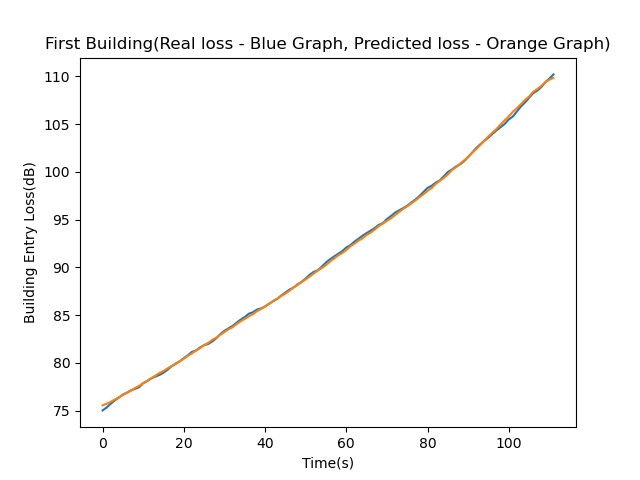 First Building(Real loss - Blue Graph, Predicted loss - Orange Graph)
110
105
100
95
90
85
80
75
Building Entry Loss(dB)
0 20 40 60 80 100
Time(s)